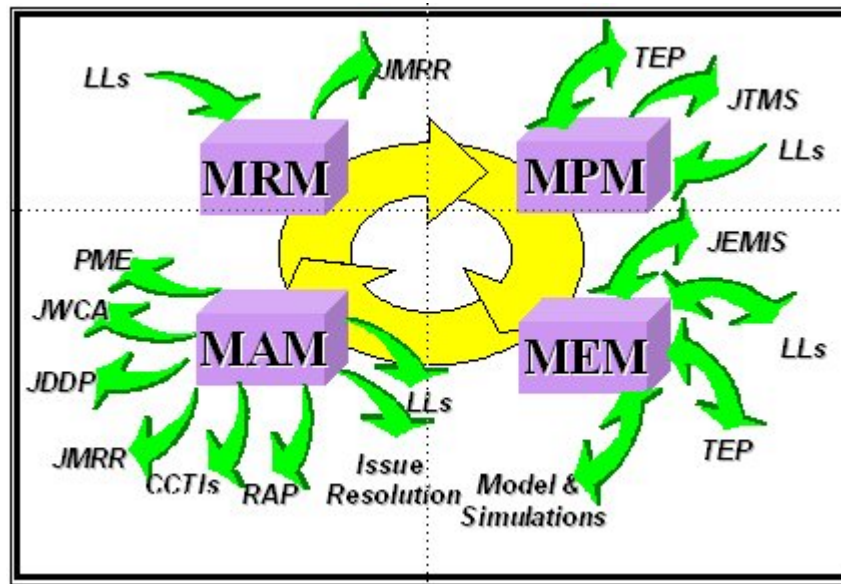 LLs
JMRR
TEP
JTMS
LLs
MRM
MPM
PME
JWCA
JDDP
JMRR
CCTIs
RAP
MAM
LLs
Issue
Resolution
JEMIS
LLs
MEM
TEP
Model &
Simulations